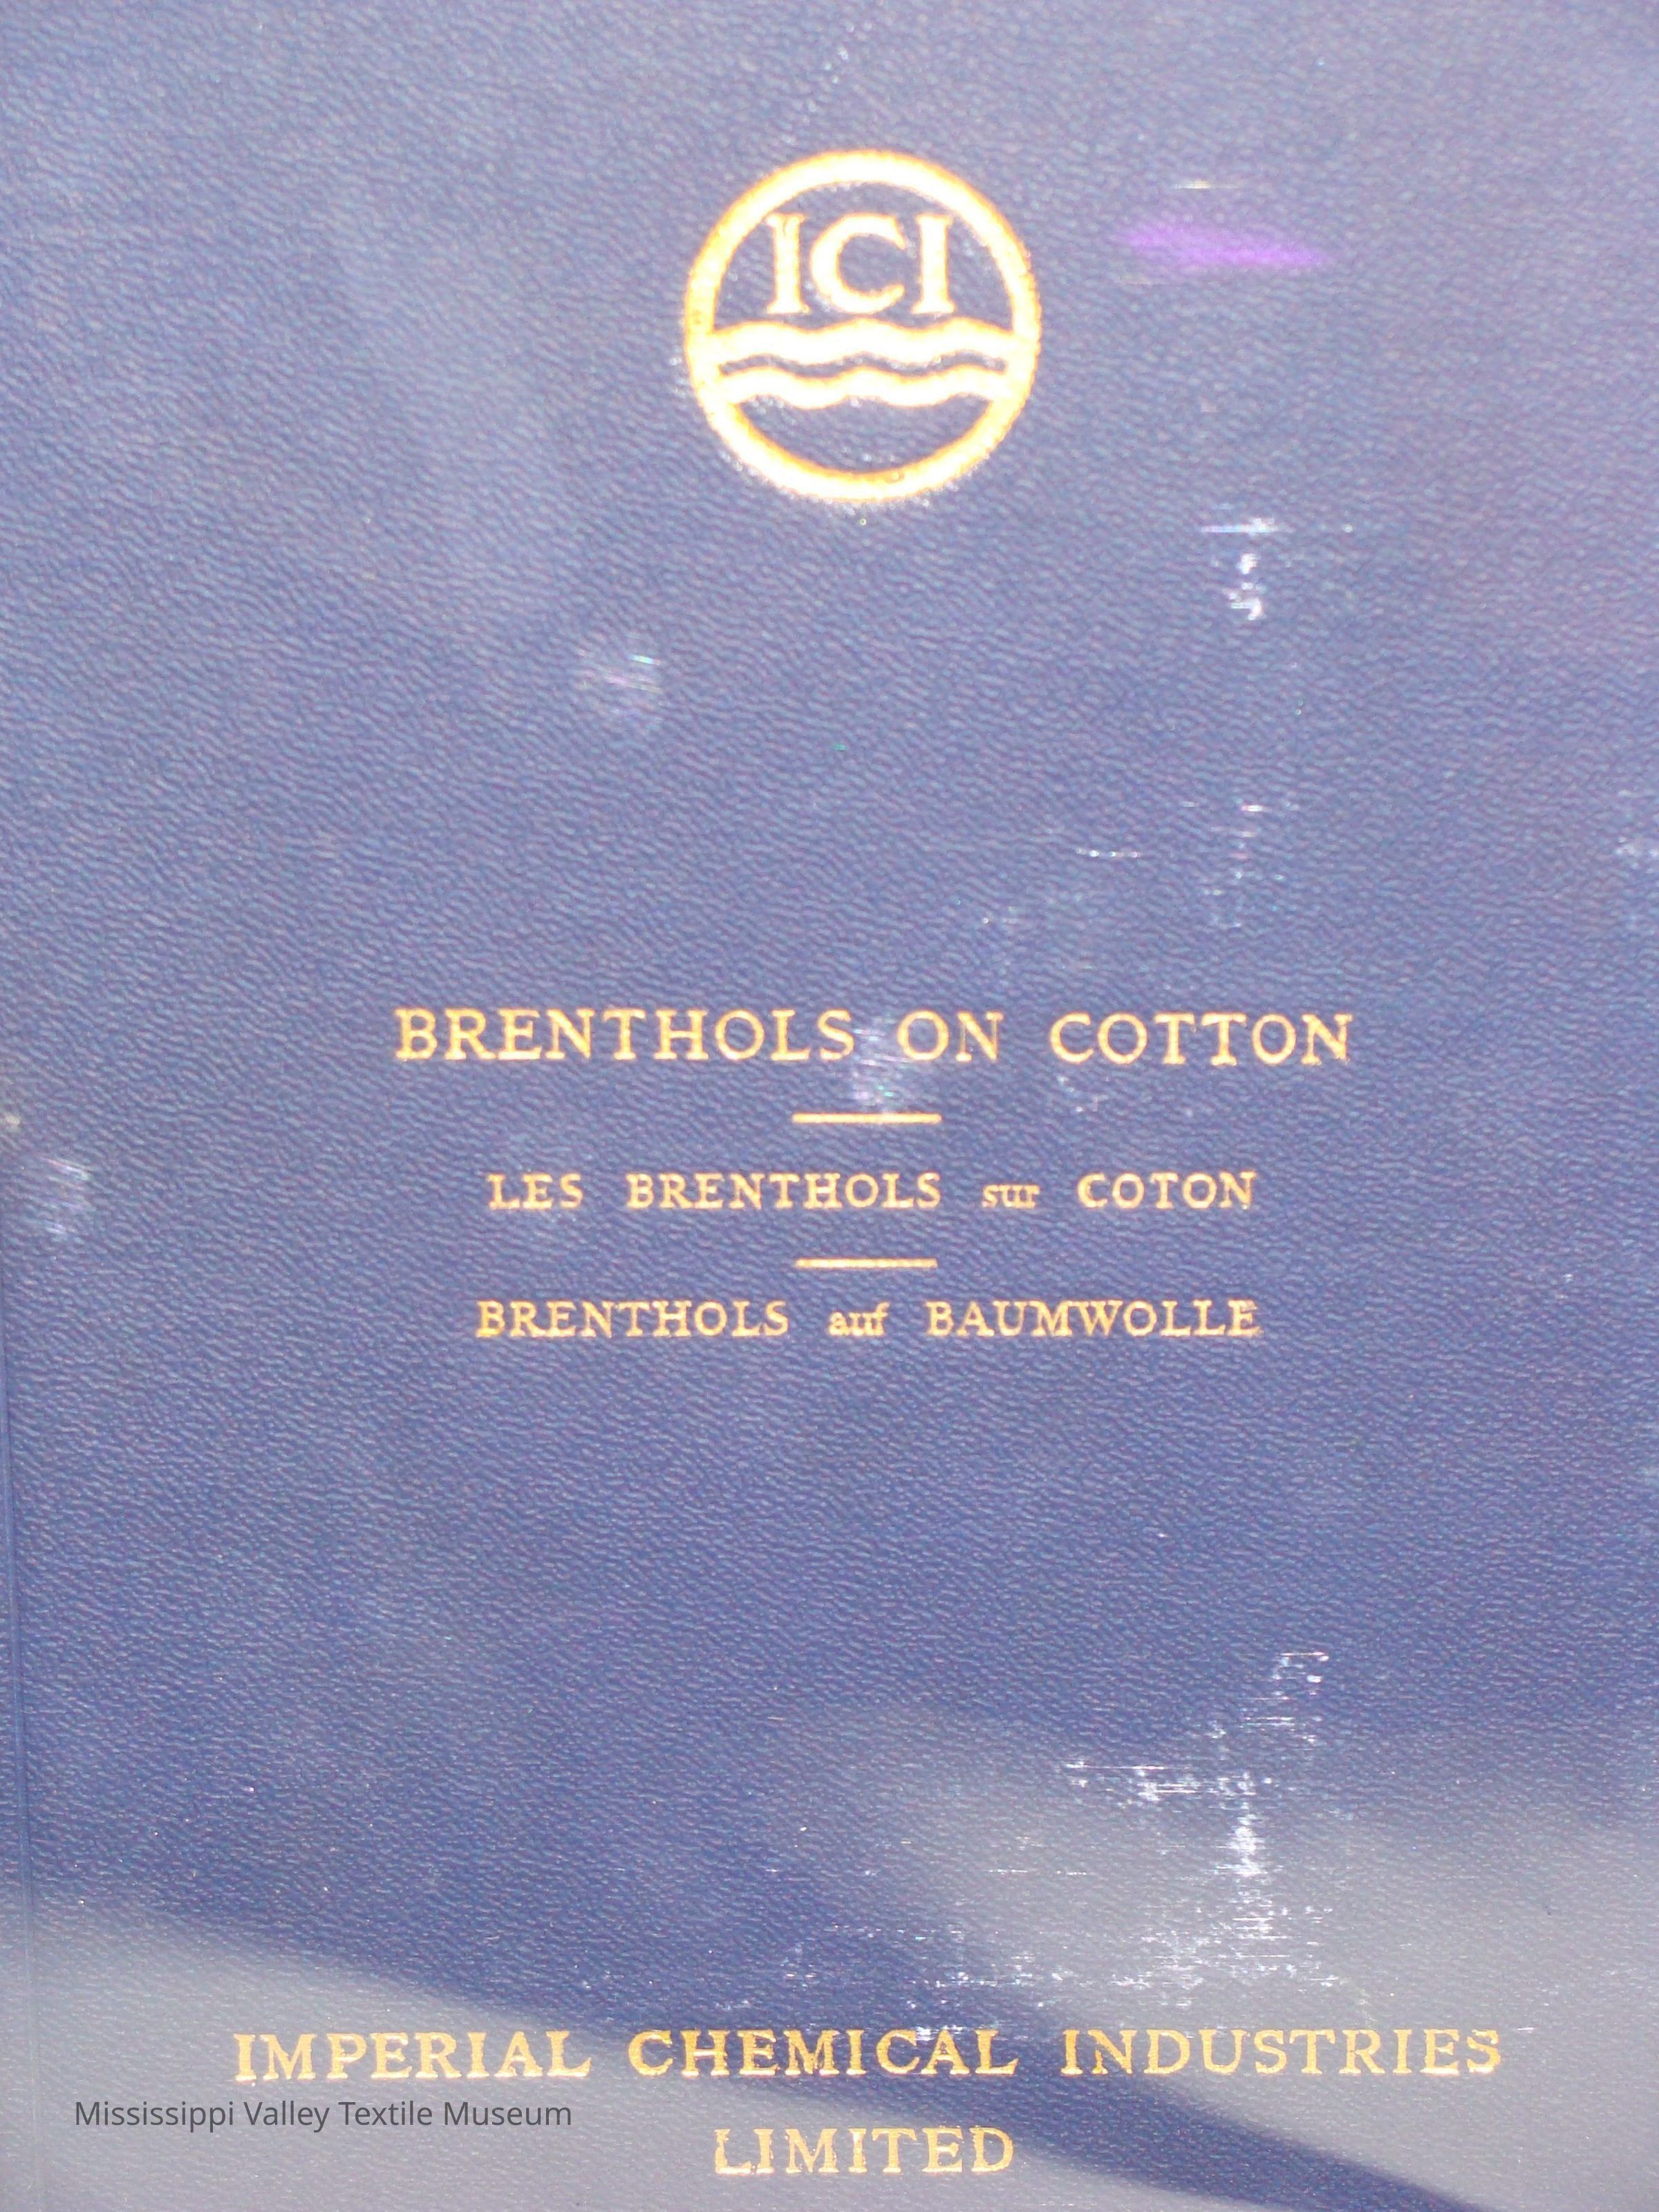 ICI
BRENTHOLS ON COTTON
LES BRENTHOLS sur COTON
BRENTHOLS auf BAUMWOLLE
IMPERIAL CHEMICAL INDUSTRIES
Mississippi Valley Textile Museum
LIMITED